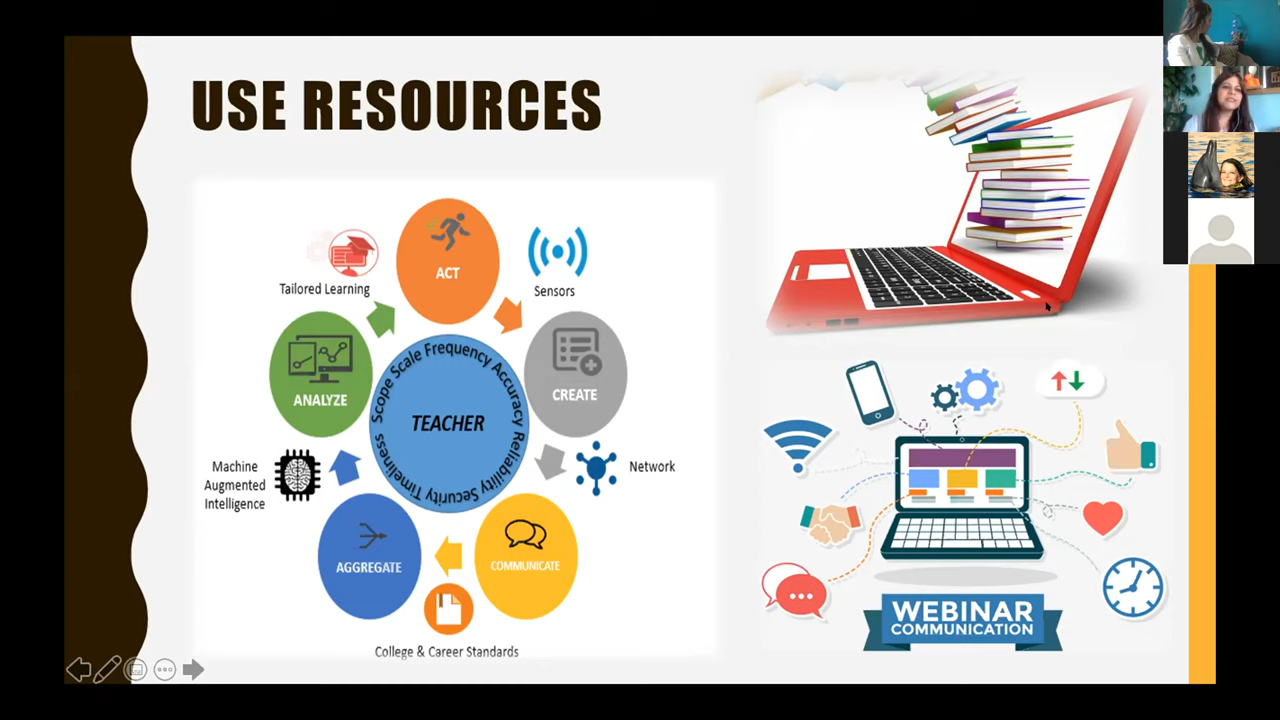 USE RESOURCES
ACT
Tailored Learning
Sensors
ANALYZE
CREATE
Scope Scale Frequency Accuracy Reliability Security Timeliness
TEACHER
Machine
Augmented
Intelligence
Network
AGGREGATE
COMMUNICATE
College & Career Standards
WEBINAR
COMMUNICATION